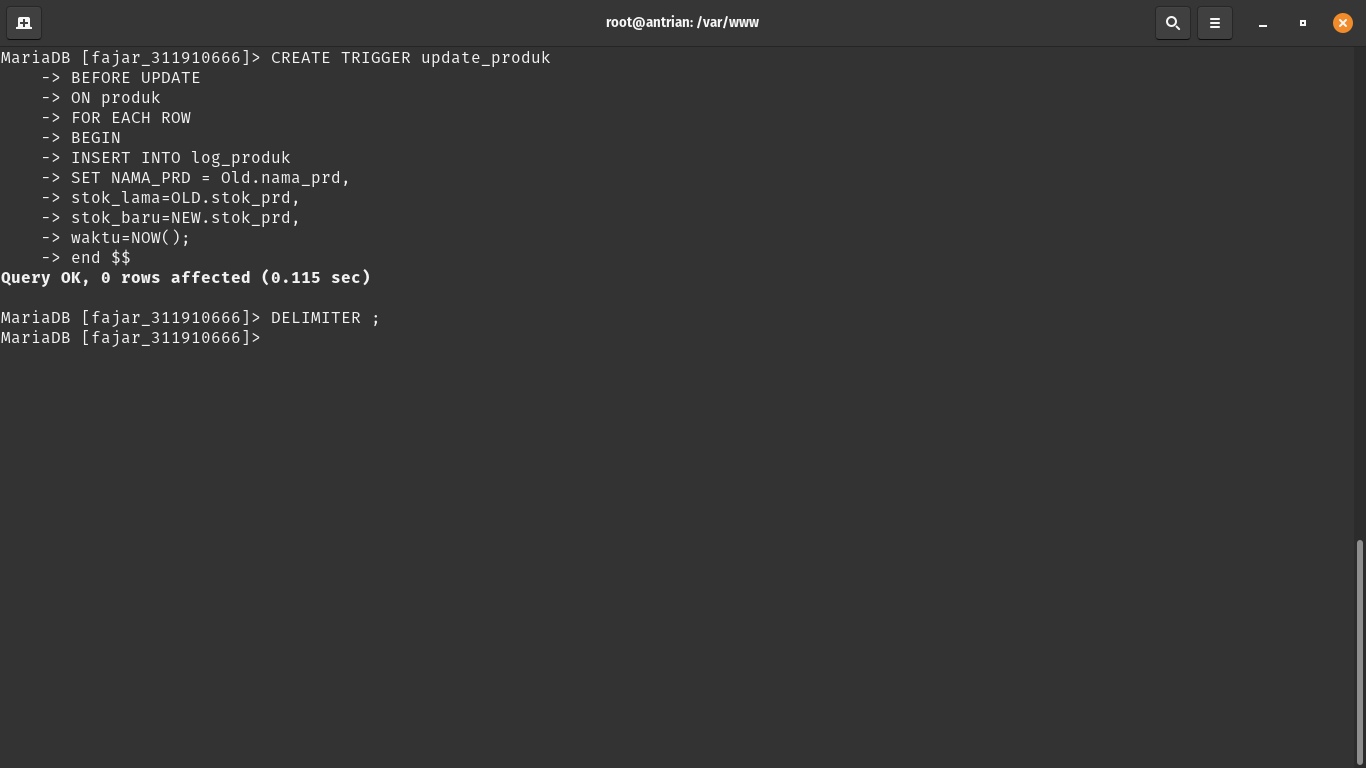 root@antrian: /var/www
MariaDB [fajar_311910666]> CREATE TRIGGER update_produk
    -> BEFORE UPDATE
    -> ON produk
    -> FOR EACH ROW
    -> BEGIN
    -> INSERT INTO log_produk
    -> SET NAMA_PRD = Old.nama_prd,
    -> stok_lama=OLD.stok_prd,
    -> stok_baru=NEW.stok_prd,
    -> waktu=NOW();
    -> end $$
Query OK, 0 rows affected (0.115 sec)
MariaDB [fajar_311910666]> DELIMITER ;
MariaDB [fajar_311910666]>